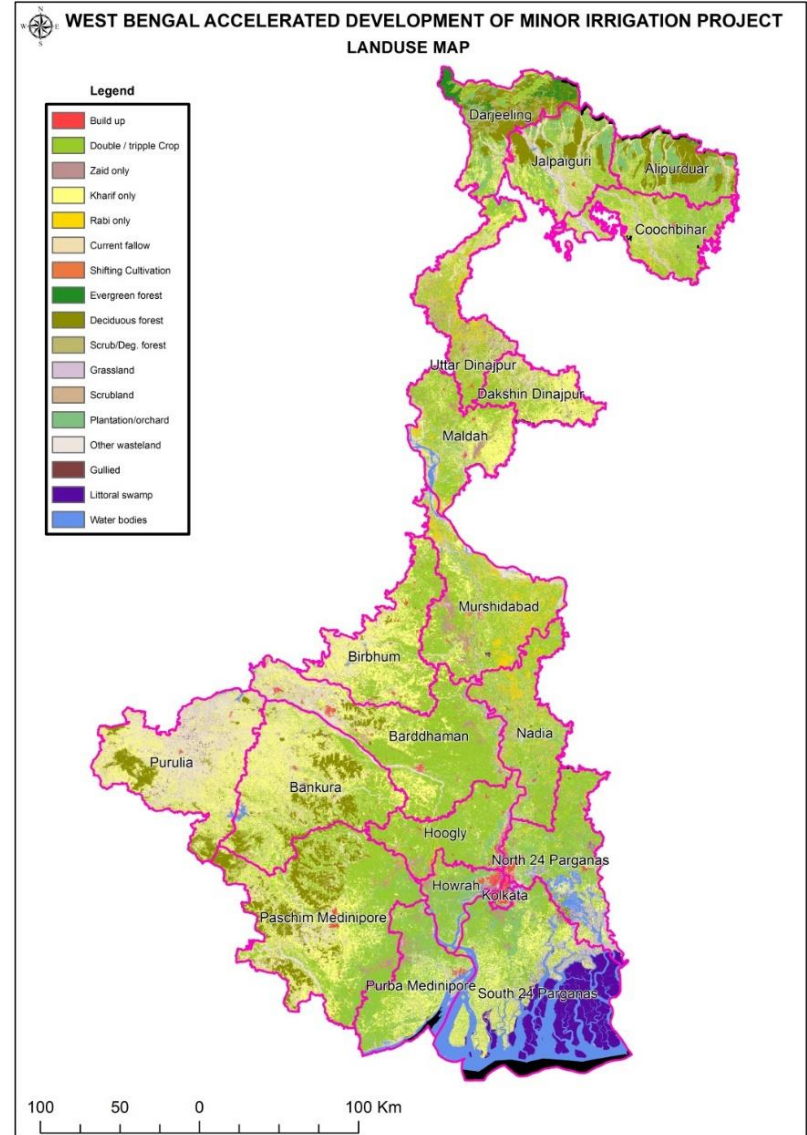 N
W E
S
WEST BENGAL ACCELERATED DEVELOPMENT OF MINOR IRRIGATION PROJECT
LANDUSE MAP
Legend
Build up
Double / tripple Crop
Zaid only
Kharif only
Rabi only
Current fallow
Shifting Cultivation
Evergreen forest
Deciduous forest
Scrub/Deg. forest
Grassland
Scrubland
Plantation/orchard
Other wasteland
Gullied
Littoral swamp
Water bodies
Darjeeling
Jalpaiguri
Alipurduar
Coochbihar
Uttar Dinajpur
Dakshin Dinajpur
Maldah
Murshidabad
Birbhum
Barddhaman
Nadia
Purulia
Bankura
Hoogly
North 24 Parganas
Howrah
Kolkata
Paschim Medinipore
Purba Medinipore
South 24 Parganas
100 50 0 100 Km